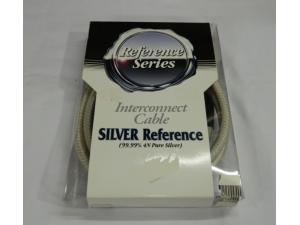 Reference
Series
Interconnect
Cable
SILVER Reference
(99.99% 4N Pure Silver)